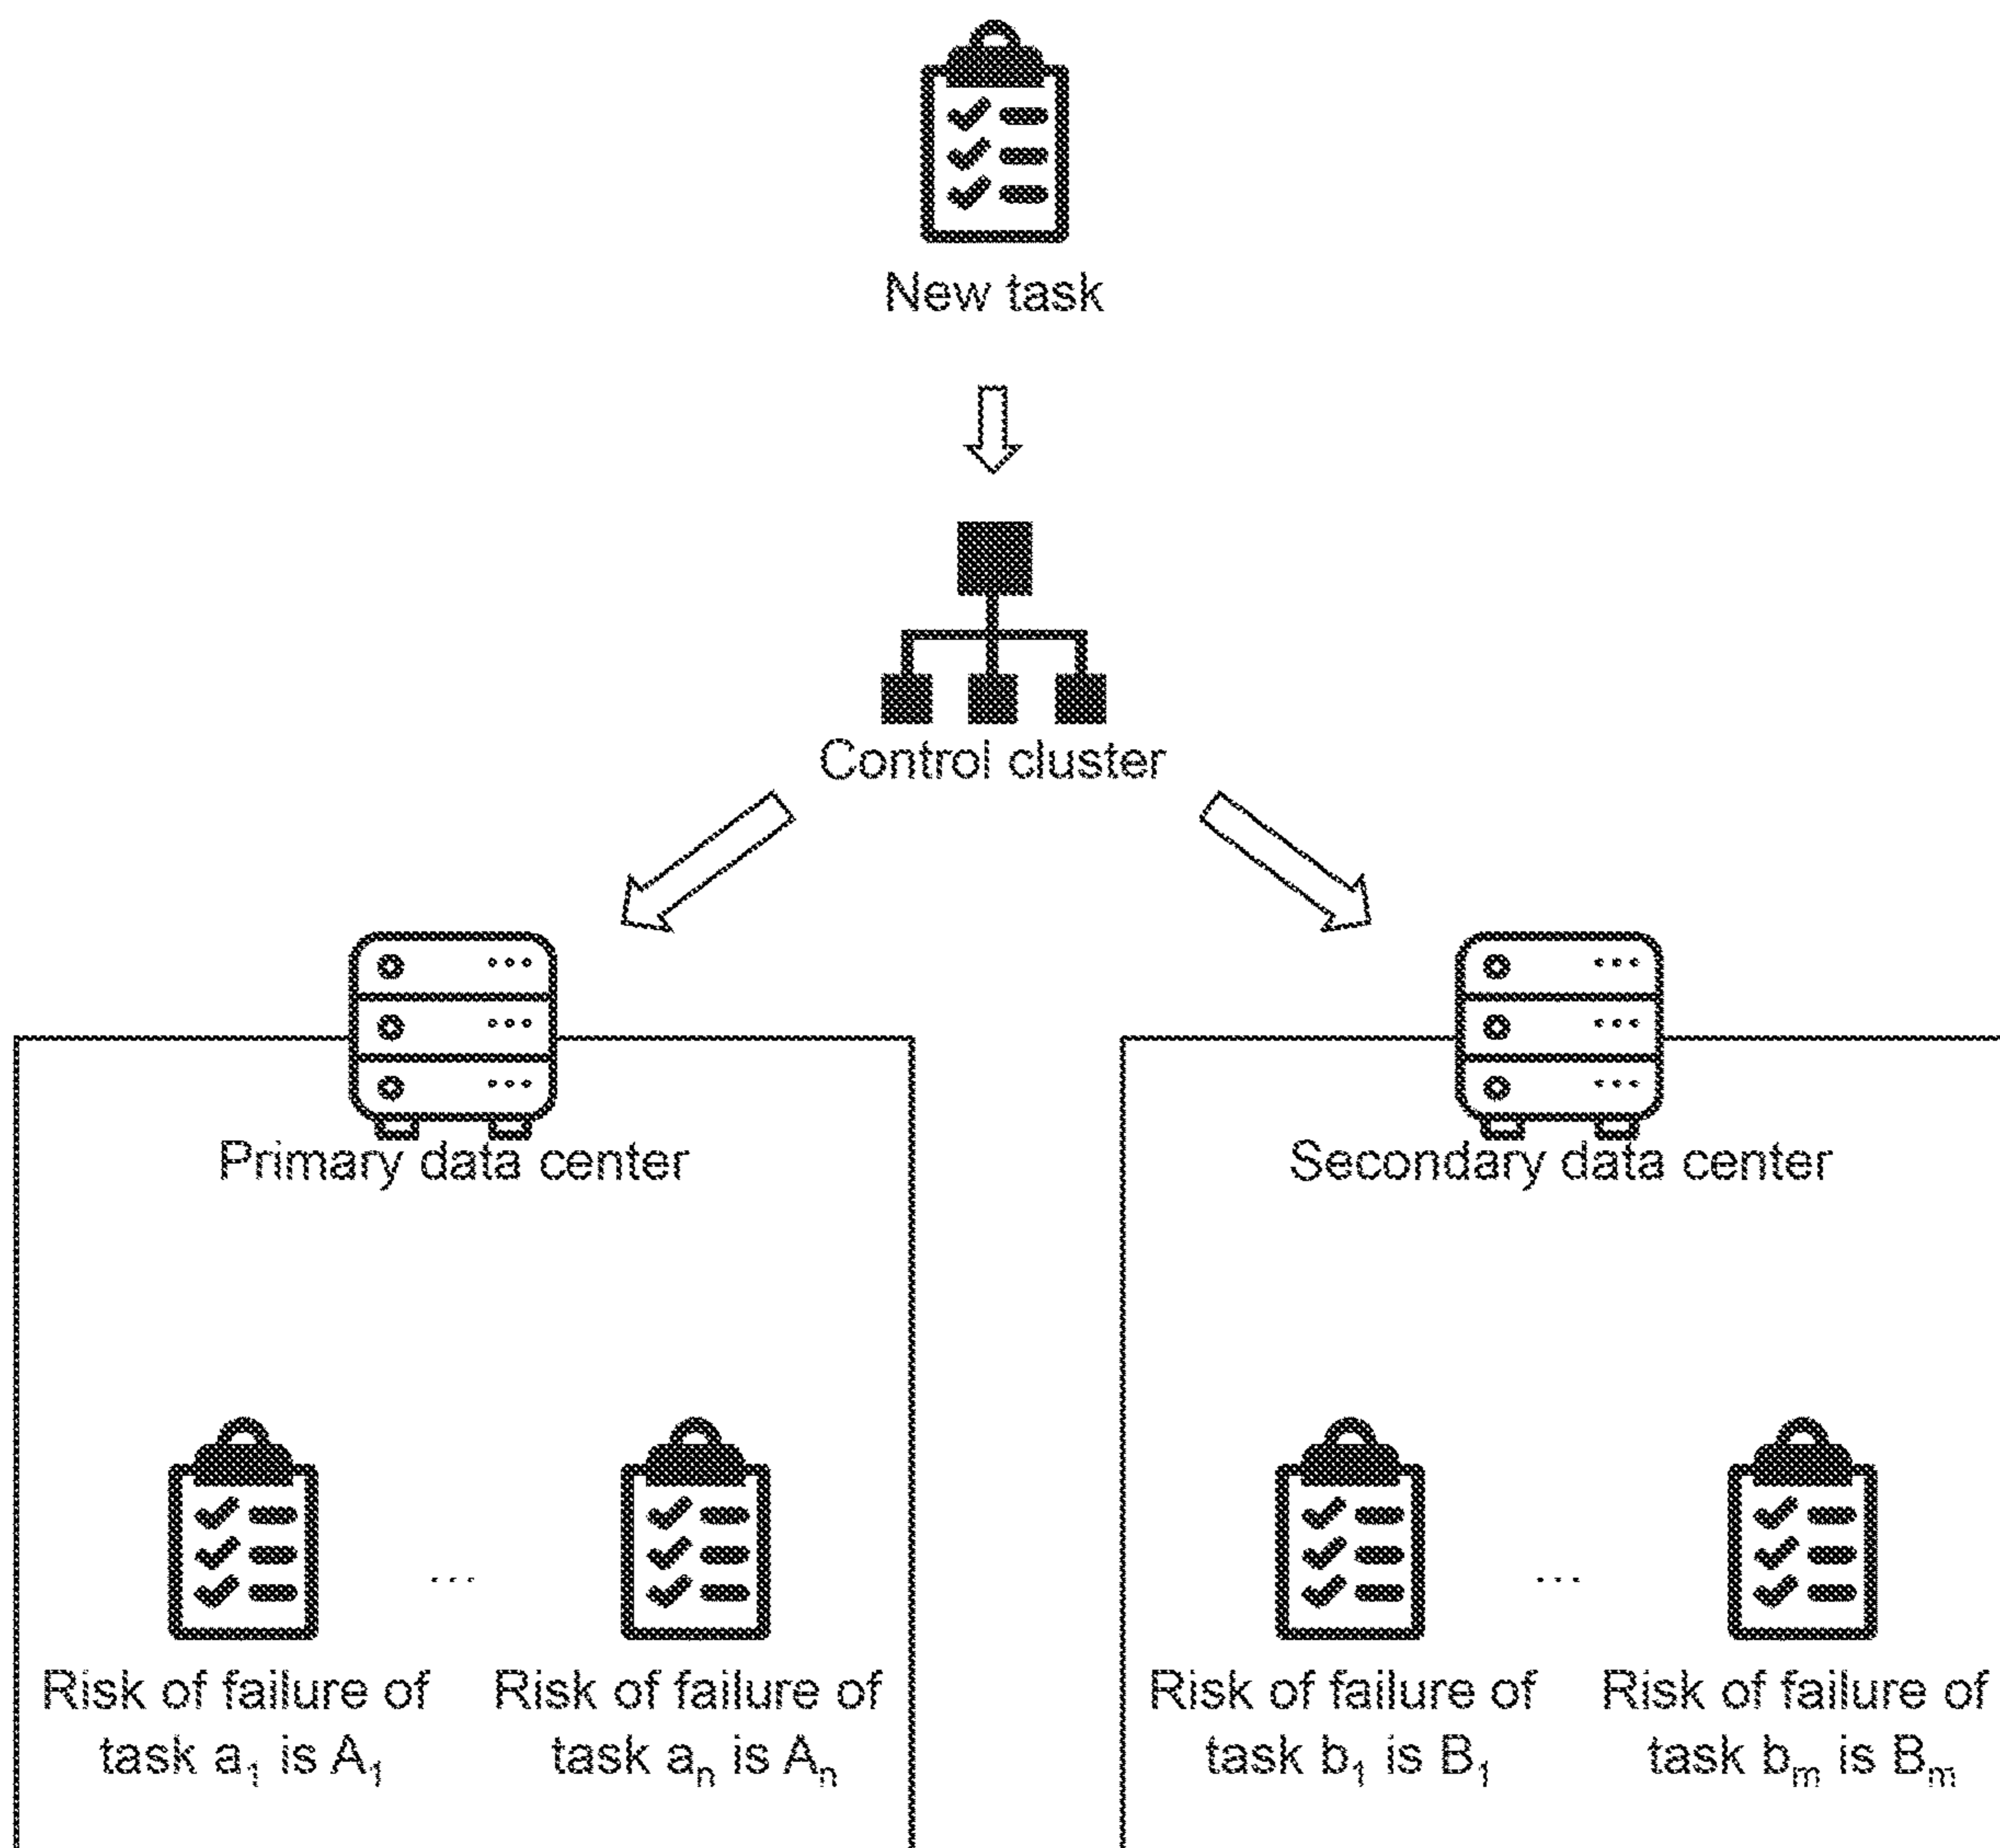 New task
Control cluster
Primary data center
Secondary data center
...
...
Risk of failure of
task a₁ is A₁
Risk of failure of
task aₙ is Aₙ
Risk of failure of
task b₁ is B₁
Risk of failure of
task bₘ is Bₘ